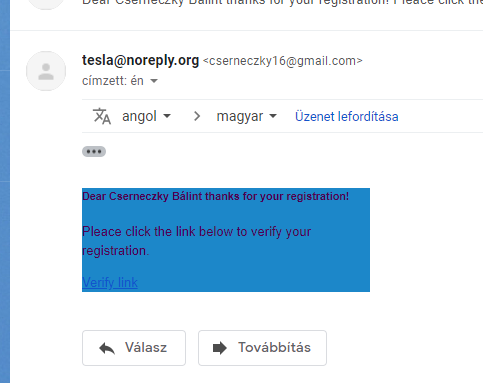 Dear Cserneczky Bálint thanks for your registration! Pleace click the
tesla@noreply.org <cserneczky16@gmail.com>
címzett: én
angol > magyar Üzenet lefordítása
Dear Cserneczky Bálint thanks for your registration!
Pleace click the link below to verify your
registration.
Verify link
Válasz Továbbítás